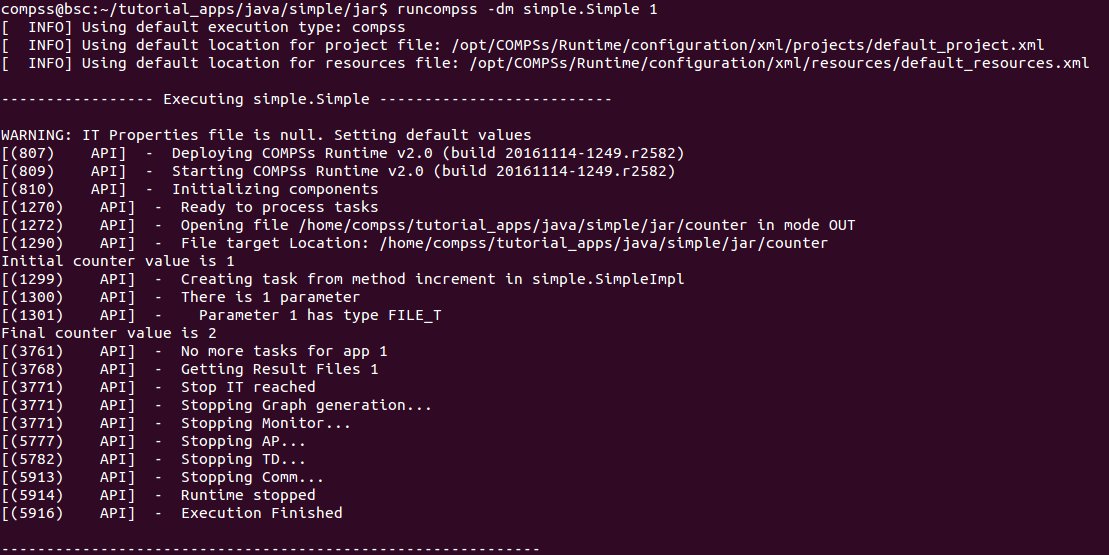 compss@bsc:~/tutorial_apps/java/simple/jar$ runcompss -dm simple.Simple 1
[  INFO] Using default execution type: compss
[  INFO] Using default location for project file: /opt/COMPSs/Runtime/configuration/xml/projects/default_project.xml
[  INFO] Using default location for resources file: /opt/COMPSs/Runtime/configuration/xml/resources/default_resources.xml
----------------- Executing simple.Simple --------------------------
WARNING: IT Properties file is null. Setting default values
[(807)    API]  -  Deploying COMPSs Runtime v2.0 (build 20161114-1249.r2582)
[(809)    API]  -  Starting COMPSs Runtime v2.0 (build 20161114-1249.r2582)
[(810)    API]  -  Initializing components
[(1270)    API]  -  Ready to process tasks
[(1272)    API]  -  Opening file /home/compss/tutorial_apps/java/simple/jar/counter in mode OUT
[(1290)    API]  -  File target Location: /home/compss/tutorial_apps/java/simple/jar/counter
Initial counter value is 1
[(1299)    API]  -  Creating task from method increment in simple.SimpleImpl
[(1300)    API]  -  There is 1 parameter
[(1301)    API]  -    Parameter 1 has type FILE_T
Final counter value is 2
[(3761)    API]  -  No more tasks for app 1
[(3768)    API]  -  Getting Result Files 1
[(3771)    API]  -  Stop IT reached
[(3771)    API]  -  Stopping Graph generation...
[(3771)    API]  -  Stopping Monitor...
[(5777)    API]  -  Stopping AP...
[(5782)    API]  -  Stopping TD...
[(5913)    API]  -  Stopping Comm...
[(5914)    API]  -  Runtime stopped
[(5916)    API]  -  Execution Finished
------------------------------------------------------------